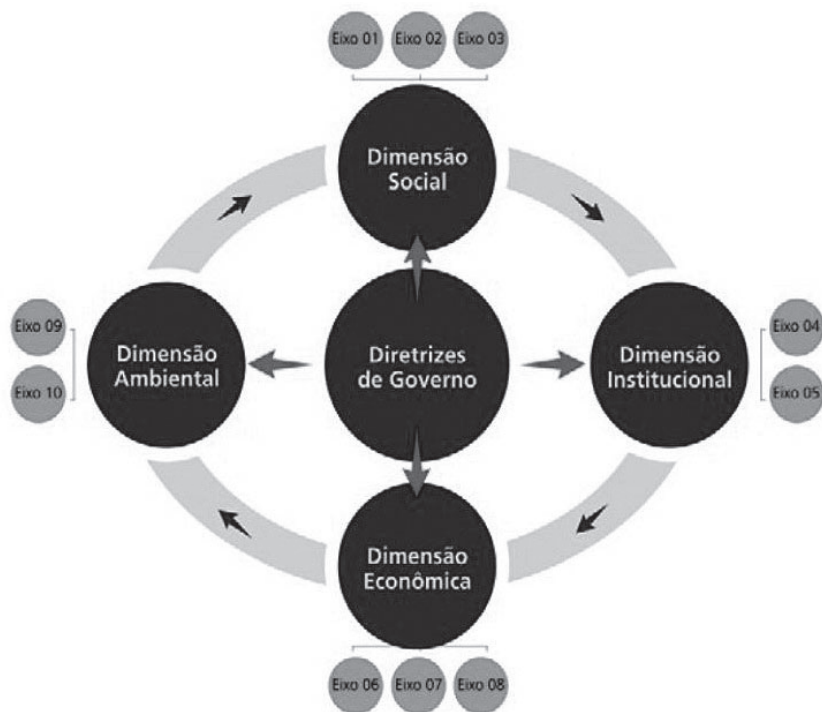 Eixo 01 Eixo 02 Eixo 03
Dimensão
Social
Eixo 09
Eixo 10
Dimensão
Ambiental
Diretrizes
de Governo
Dimensão
Institucional
Eixo 04
Eixo 05
Dimensão
Econômica
Eixo 06 Eixo 07 Eixo 08